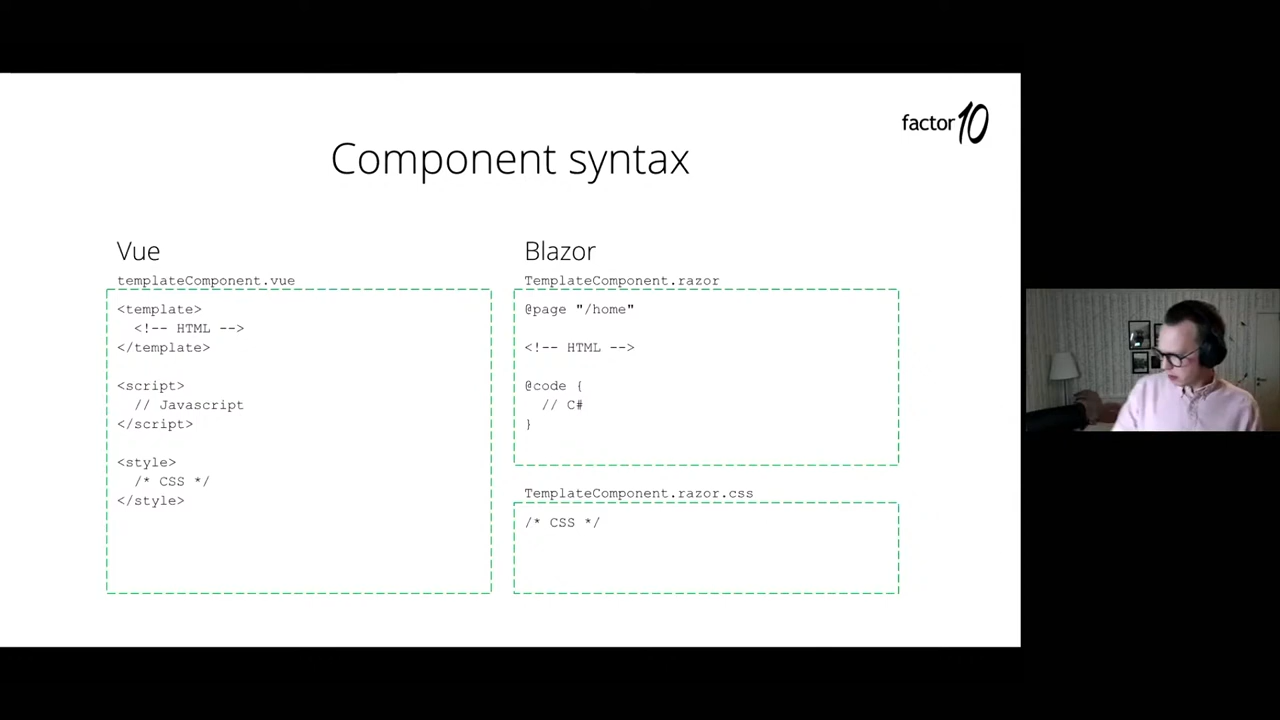 factor10
Component syntax
Vue
templateComponent.vue
<template>
<!-- HTML -->
</template>
<script>
// Javascript
</script>
<style>
/* CSS */
</style>
Blazor
TemplateComponent.razor
@page "/home"
<!-- HTML -->
@code {
// C#
}
TemplateComponent.razor.css
/* CSS */